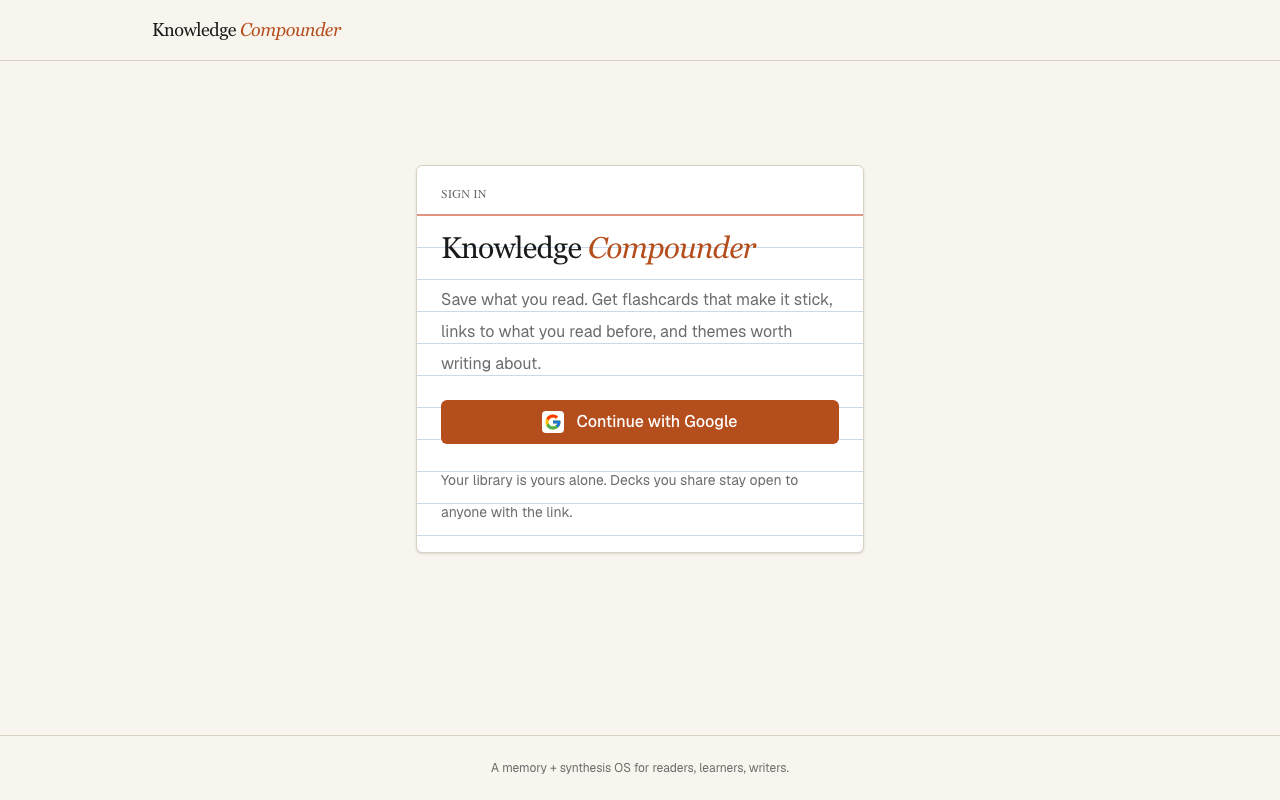 Knowledge Compounder
SIGN IN
Knowledge Compounder
Save what you read. Get flashcards that make it stick,
links to what you read before, and themes worth
writing about.
Continue with Google
Your library is yours alone. Decks you share stay open to
anyone with the link.
A memory + synthesis OS for readers, learners, writers.